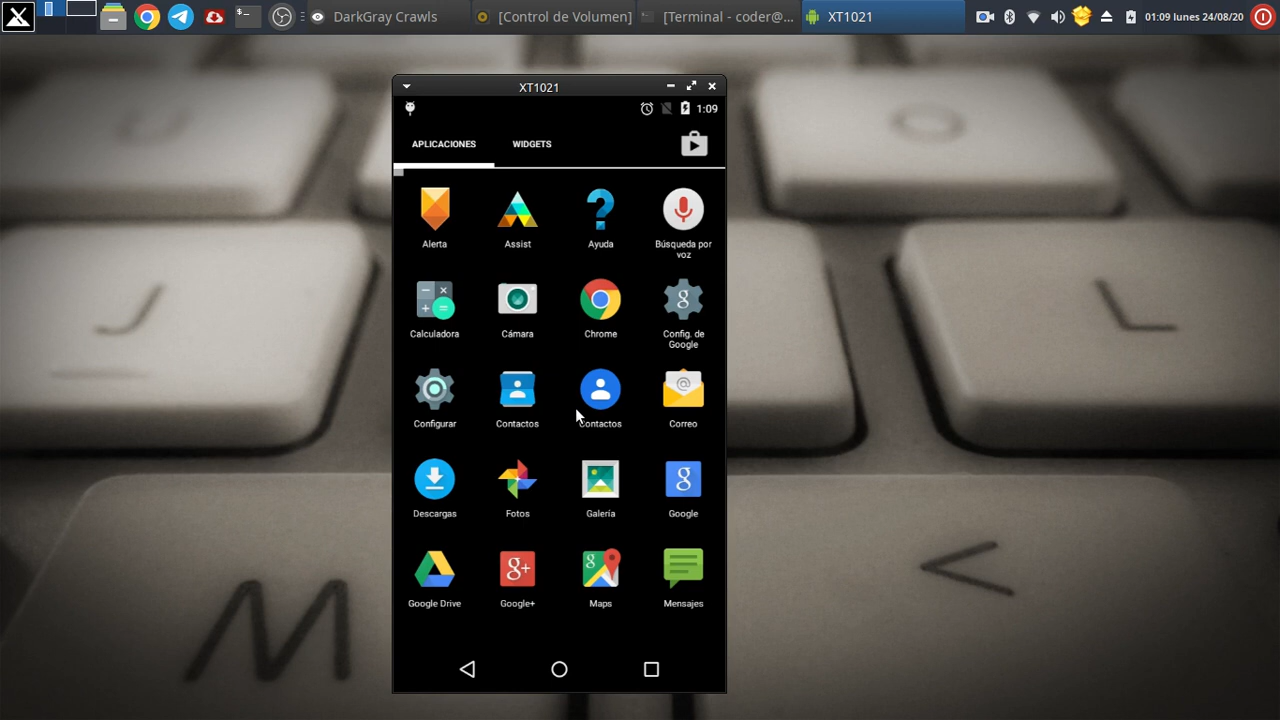 DarkGray Crawls
[Control de Volumen]
[Terminal - coder@...
XT1021
01:09 lunes 24/08/20
XT1021
1:09
APLICACIONES
WIDGETS
Alerta
Assist
Ayuda
Búsqueda por
voz
Calculadora
Cámara
Chrome
Config. de
Google
Configurar
Contactos
Contactos
Correo
Descargas
Fotos
Galería
Google
Google Drive
Google+
Maps
Mensajes
J
L
M
<